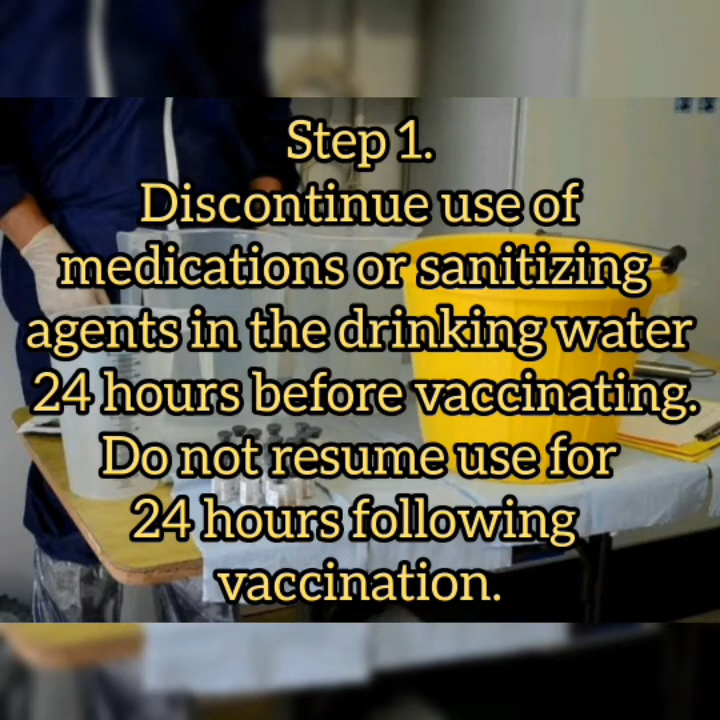 Step 1.
Discontinue use of
medications or sanitizing
agents in the drinking water
24 hours before vaccinating.
Do not resume use for
24 hours following
vaccination.